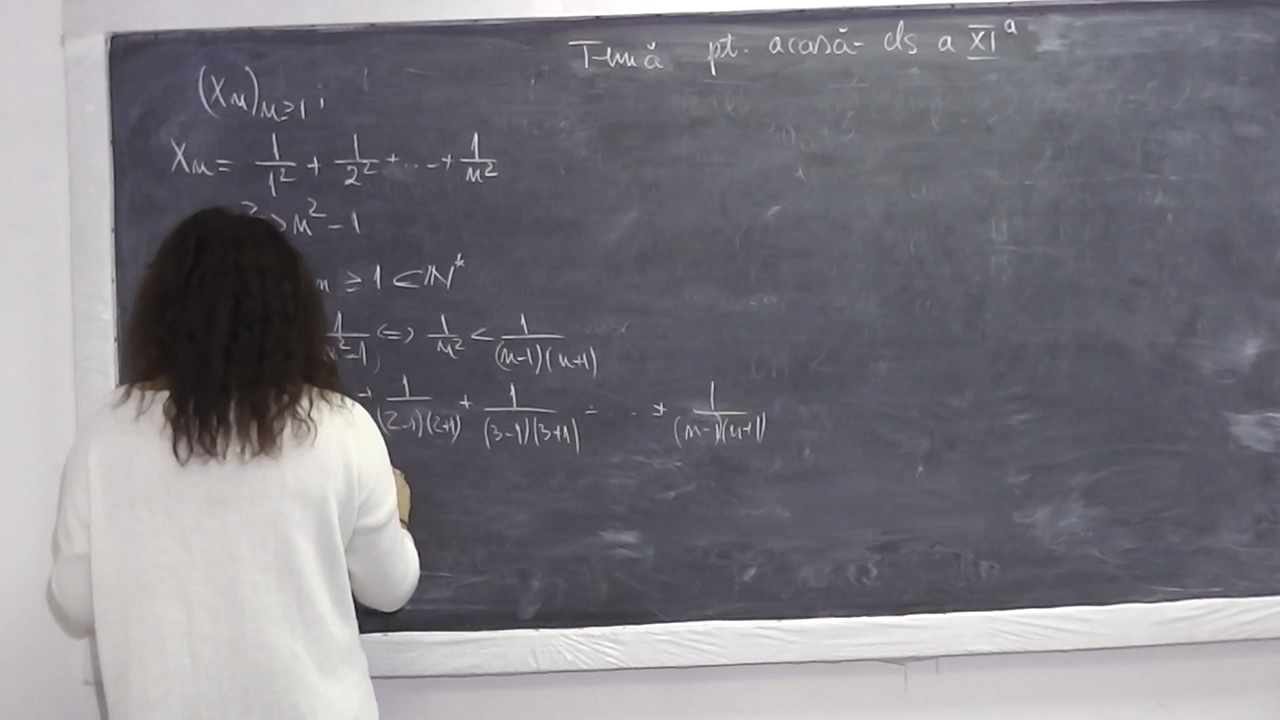 Temă pt. acasă - cls a XI a
(Xn)n≥1 ;
Xn = 1/1² + 1/2² + ... + 1/n²
² > n² - 1
n ≥ 1 ⊂ ℕ*
1/n²-1) <=> 1/n² < 1/(n-1)(n+1)
+ 1/(2-1)(2+1) + 1/(3-1)(3+1) + ... + 1/(n-1)(n+1)